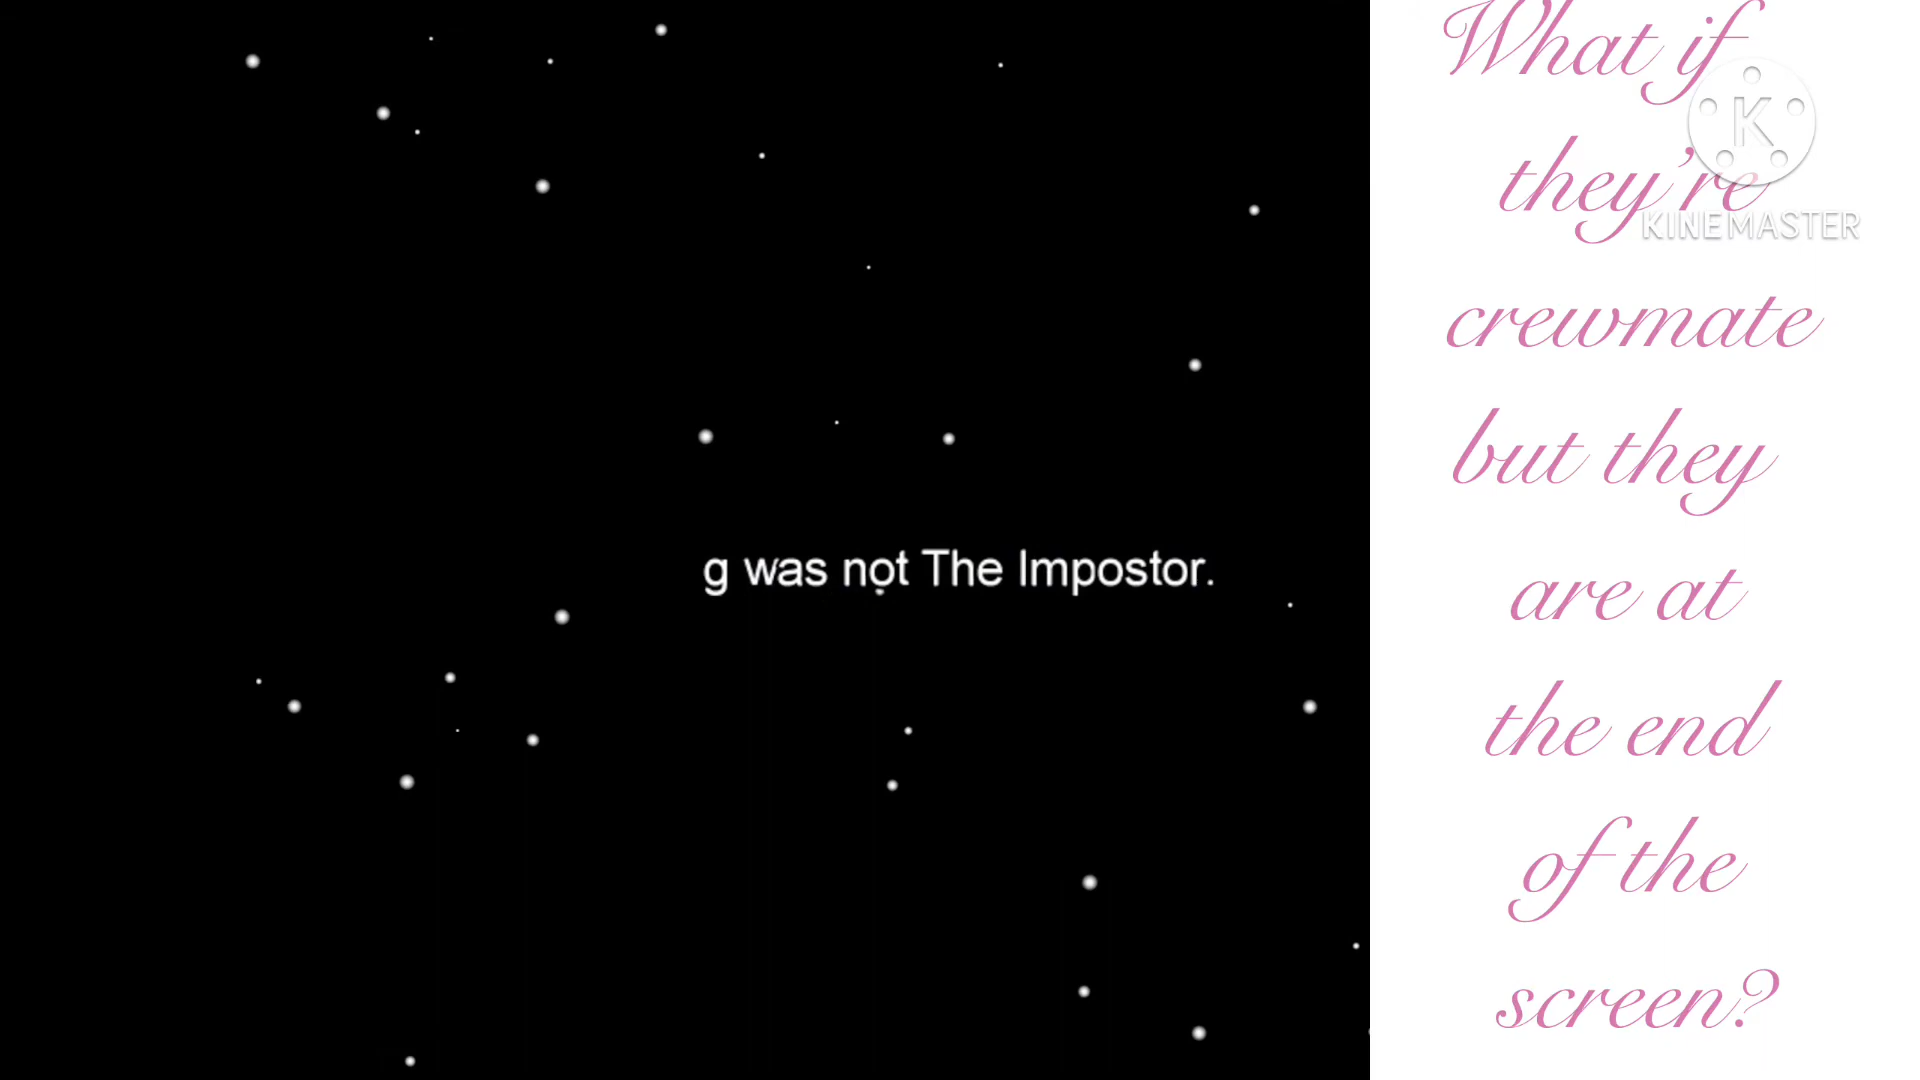 g was not The Impostor.
What if
they're
crewmate
but they
are at
the end
of the
screen?
K
KINEMASTER